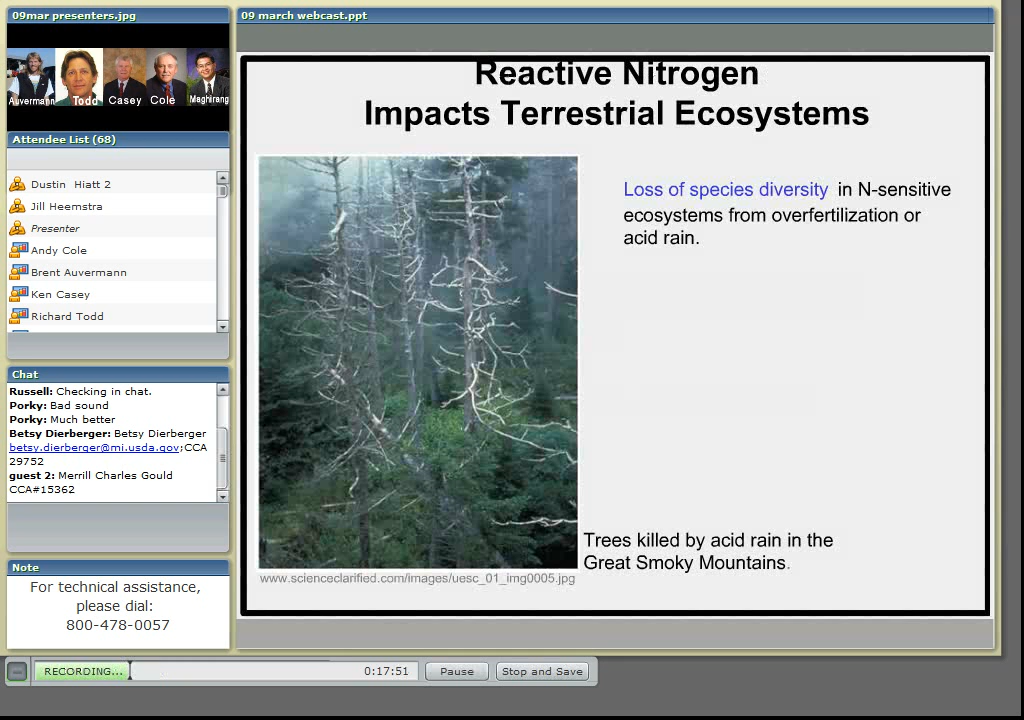 09mar presenters.jpg
Auvermann Todd Casey Cole Maghirang
Attendee List (68)
Dustin Hiatt 2
Jill Heemstra
Presenter
Andy Cole
Brent Auvermann
Ken Casey
Richard Todd
Chat
Russell: Checking in chat.
Porky: Bad sound
Porky: Much better
Betsy Dierberger: Betsy Dierberger
betsy.dierberger@mi.usda.gov;CCA
29752
guest 2: Merrill Charles Gould
CCA#15362
Note
For technical assistance,
please dial:
800-478-0057
09 march webcast.ppt
Reactive Nitrogen
Impacts Terrestrial Ecosystems
Loss of species diversity in N-sensitive
ecosystems from overfertilization or
acid rain.
Trees killed by acid rain in the
Great Smoky Mountains.
www.scienceclarified.com/images/uesc_01_img0005.jpg
RECORDING... 0:17:51 Pause Stop and Save